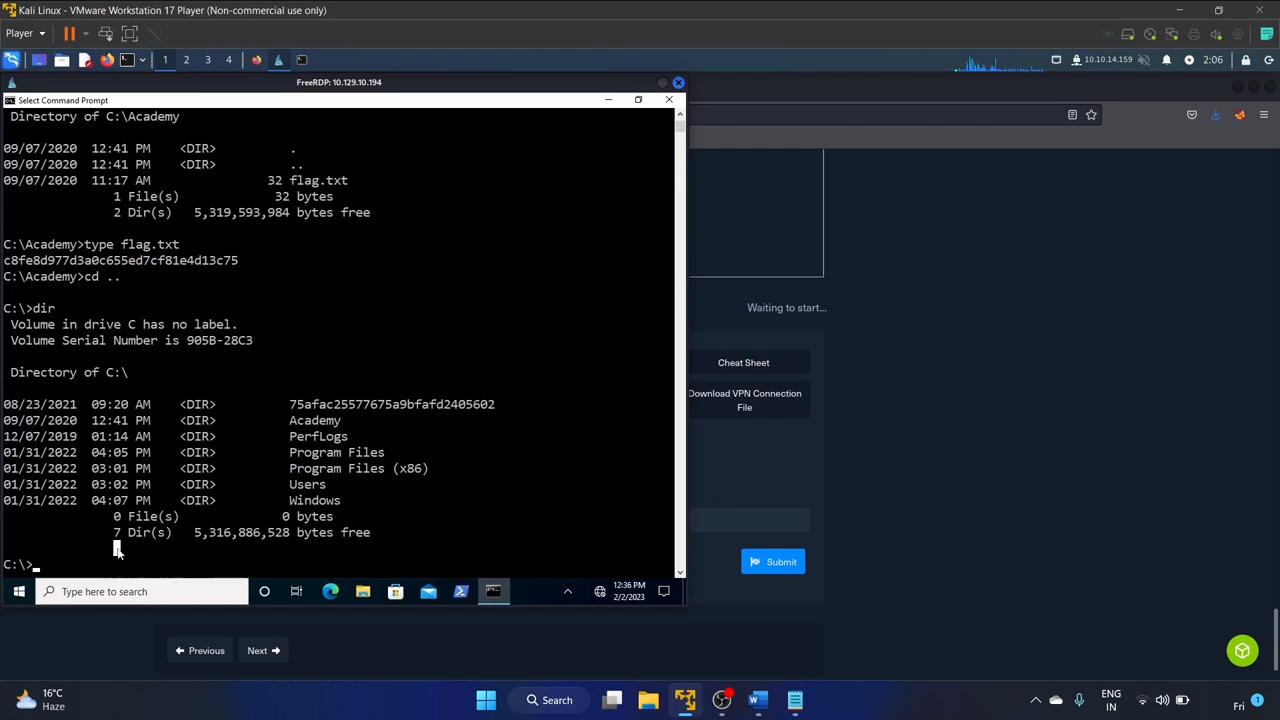 Kali Linux - VMware Workstation 17 Player (Non-commercial use only)
Player
1 2 3 4
10.10.14.159
2:06
FreeRDP: 10.129.10.194
Select Command Prompt
Directory of C:\Academy
09/07/2020 12:41 PM <DIR> .
09/07/2020 12:41 PM <DIR> ..
09/07/2020 11:17 AM 32 flag.txt
1 File(s) 32 bytes
2 Dir(s) 5,319,593,984 bytes free
C:\Academy>type flag.txt
c8fe8d977d3a0c655ed7cf81e4d13c75
C:\Academy>cd ..
C:\>dir
Volume in drive C has no label.
Volume Serial Number is 905B-28C3
Directory of C:\
08/23/2021 09:20 AM <DIR> 75afac25577675a9bfafd2405602
09/07/2020 12:41 PM <DIR> Academy
12/07/2019 01:14 AM <DIR> PerfLogs
01/31/2022 04:05 PM <DIR> Program Files
01/31/2022 03:01 PM <DIR> Program Files (x86)
01/31/2022 03:02 PM <DIR> Users
01/31/2022 04:07 PM <DIR> Windows
0 File(s) 0 bytes
7 Dir(s) 5,316,886,528 bytes free
C:\>
Type here to search
12:36 PM
2/2/2023
Waiting to start...
Cheat Sheet
Download VPN Connection
File
Submit
Previous
Next
16°C
Haze
Search
ENG
IN
Fri
1